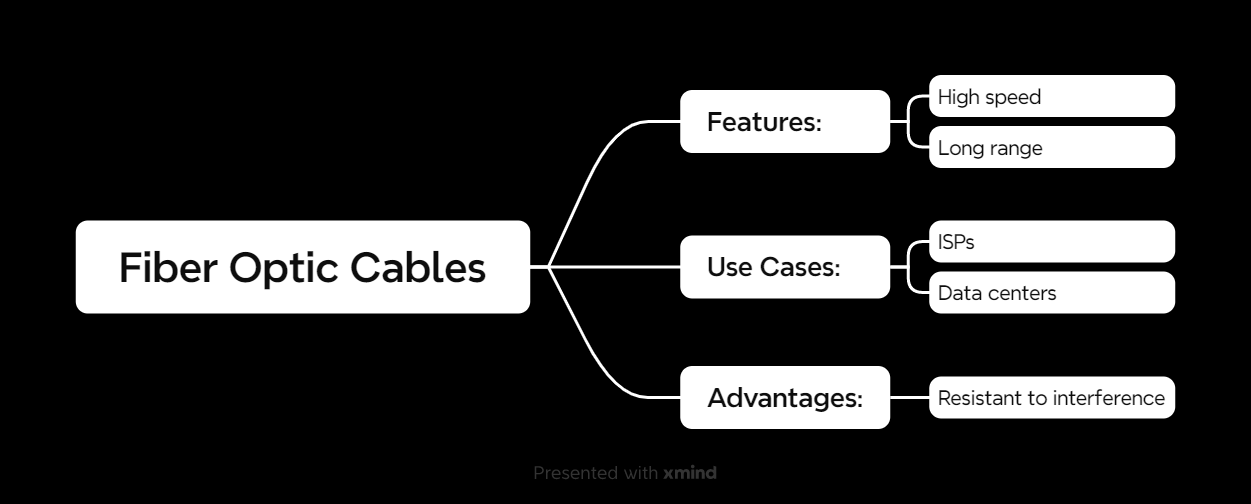 Fiber Optic Cables
Features:
High speed
Long range
Use Cases:
ISPs
Data centers
Advantages:
Resistant to interference
Presented with xmind